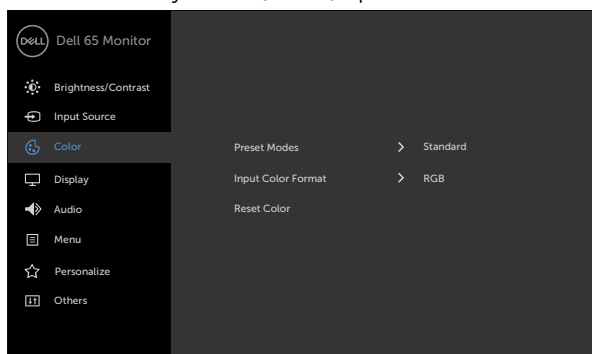 DELL
Dell 65 Monitor
Brightness/Contrast
Input Source
Color
Preset Modes
Standard
Display
Input Color Format
RGB
Audio
Reset Color
Menu
Personalize
Others